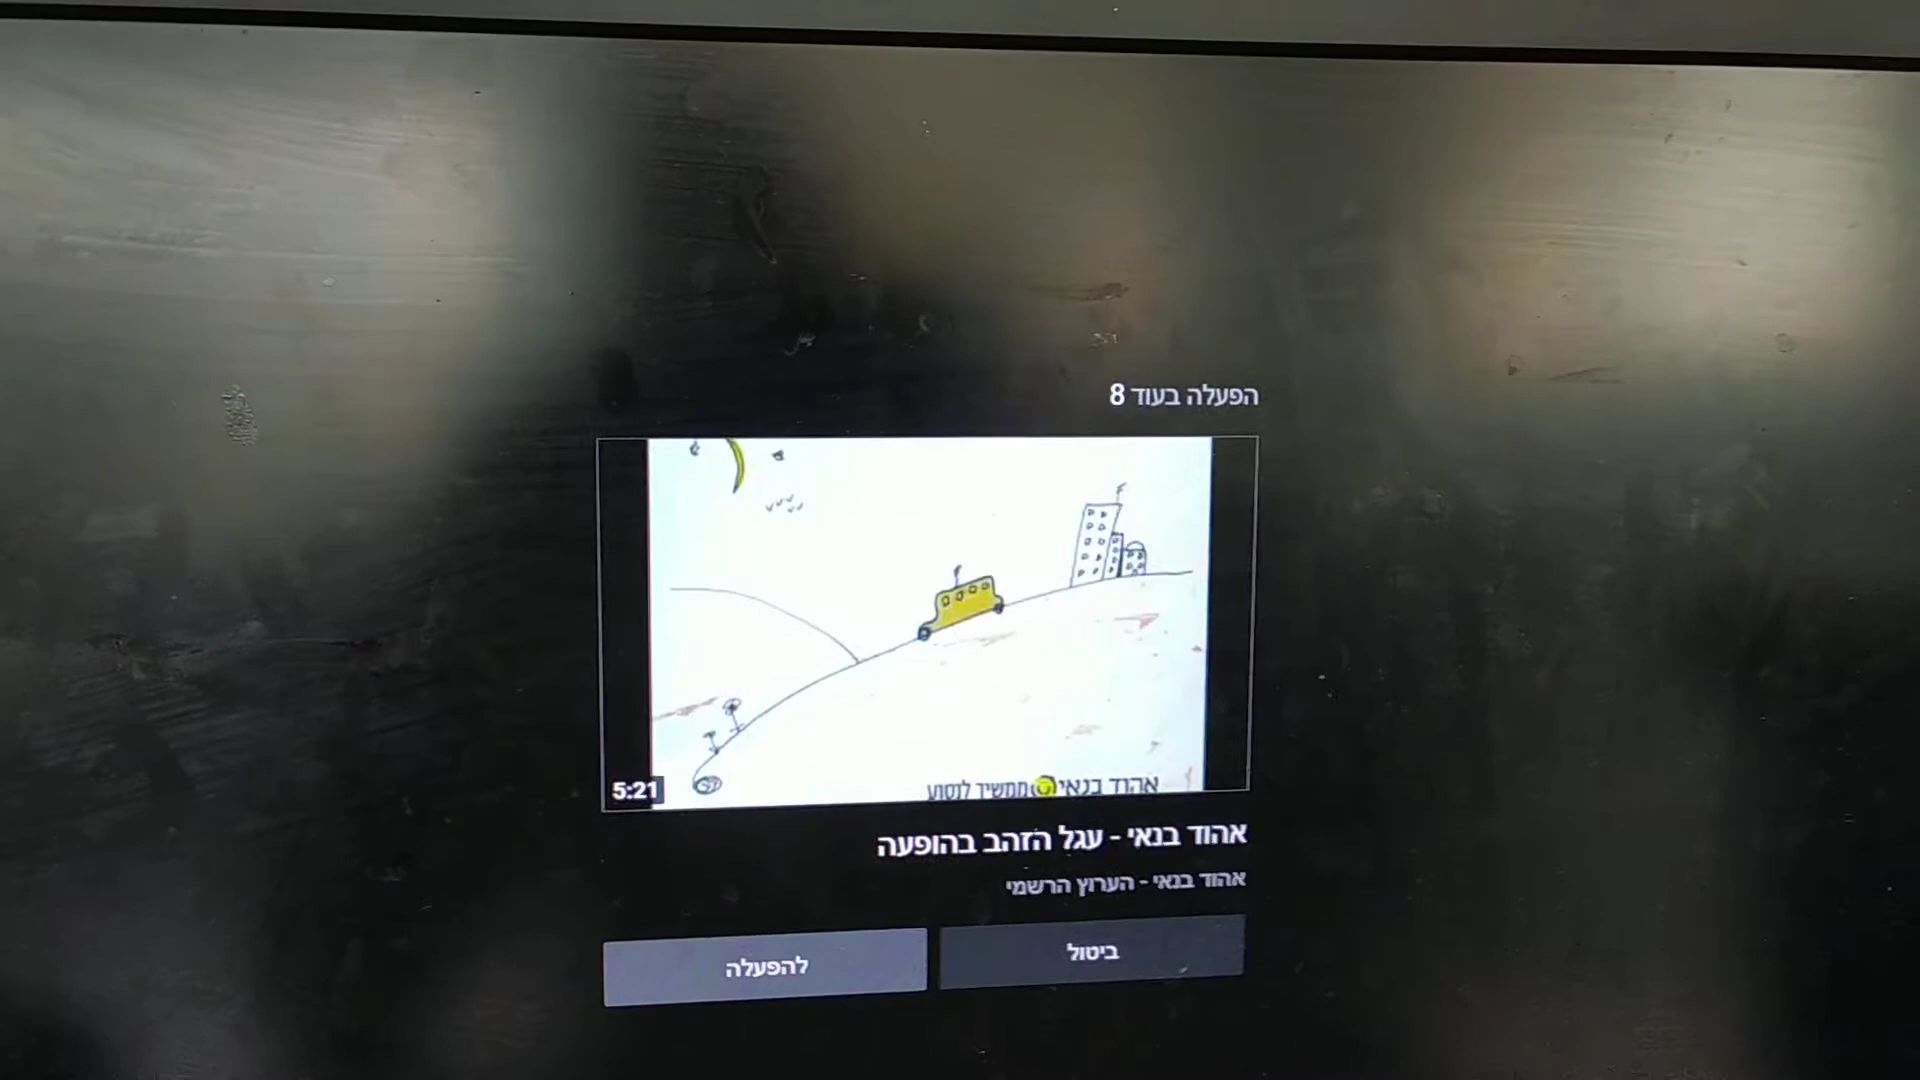 הפעלה בעוד 8
אהוד בנאי ממשיך לנסוע
5:21
אהוד בנאי - עגל הזהב בהופעה
אהוד בנאי - הערוץ הרשמי
ביטול
להפעלה